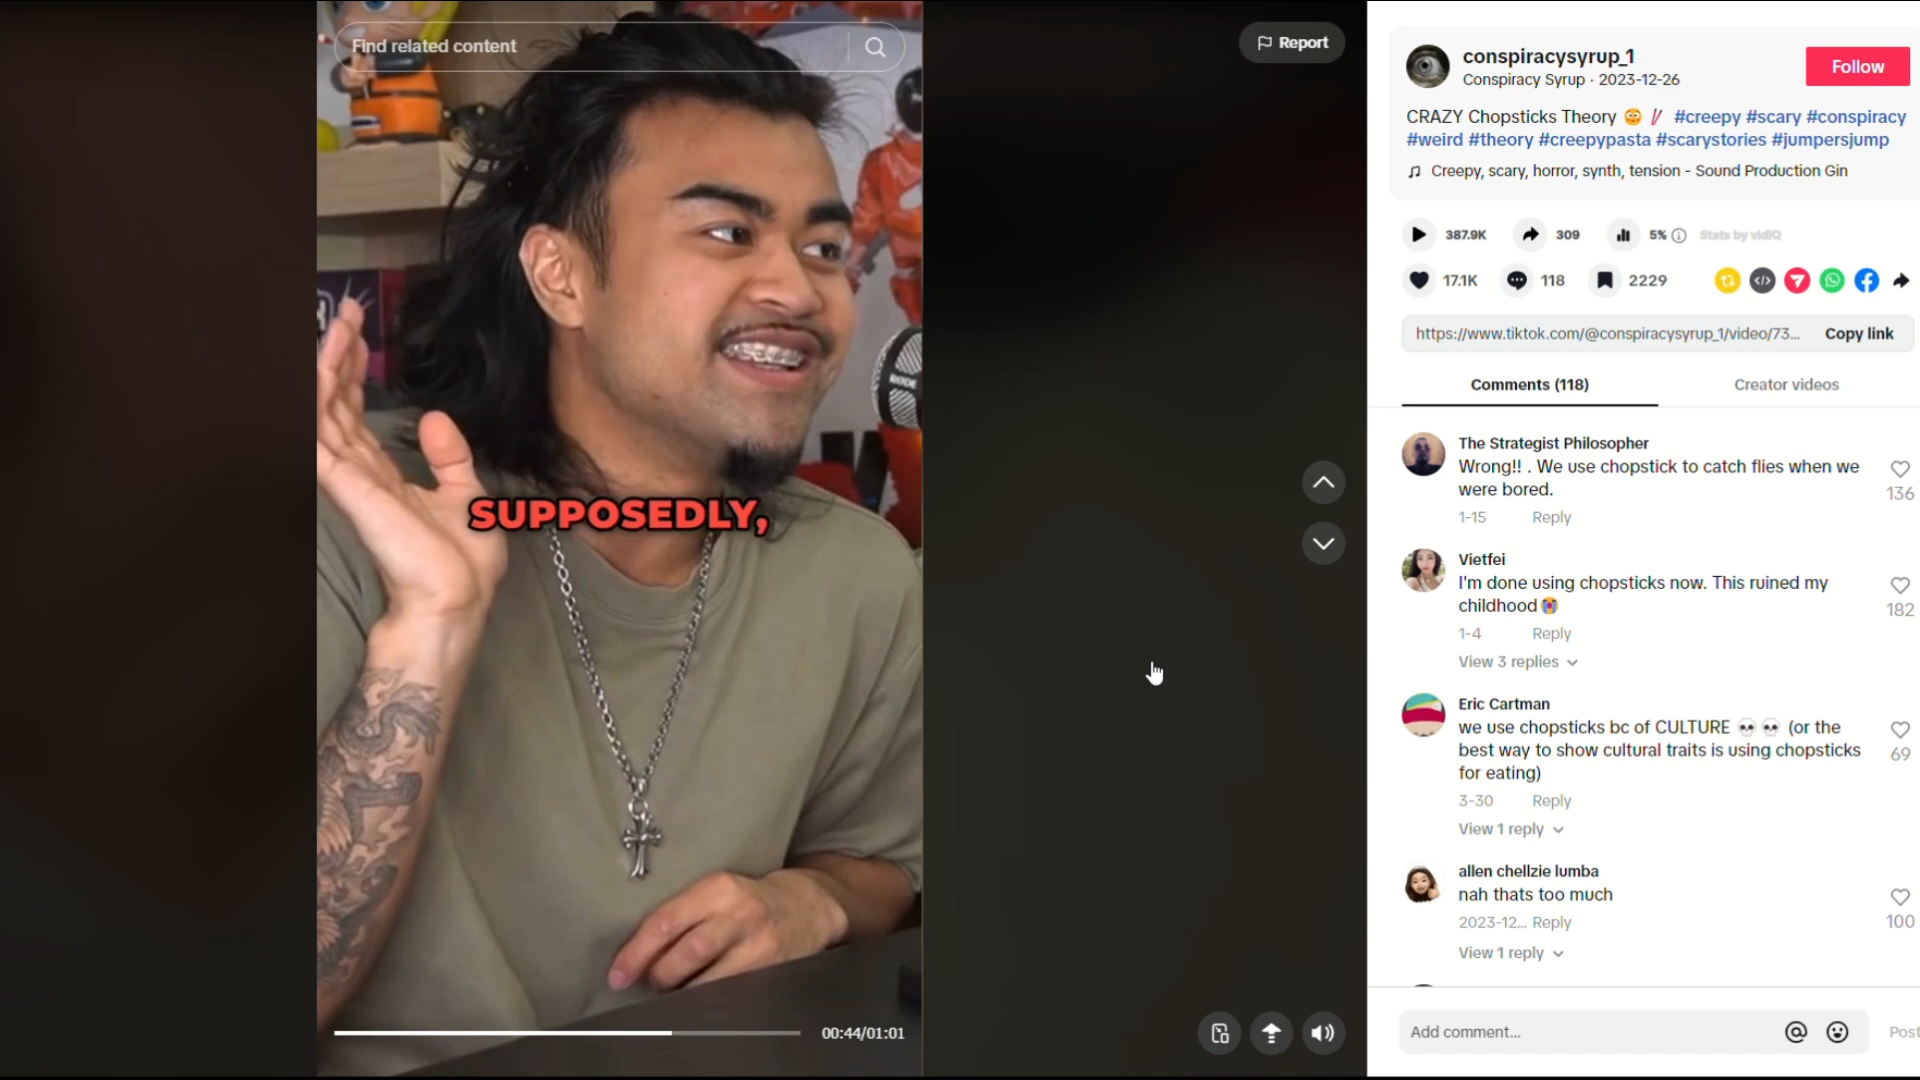 Find related content
Report
SUPPOSEDLY,
00:44/01:01
conspiracysyrup_1
Conspiracy Syrup · 2023-12-26
Follow
CRAZY Chopsticks Theory 😳 🥢 #creepy #scary #conspiracy
#weird #theory #creepypasta #scarystories #jumpersjump
Creepy, scary, horror, synth, tension - Sound Production Gin
387.9K 309 5% Stats by vidIQ
17.1K 118 2229
https://www.tiktok.com/@conspiracysyrup_1/video/73... Copy link
Comments (118) Creator videos
The Strategist Philosopher
Wrong!! . We use chopstick to catch flies when we
were bored.
136
1-15 Reply
Vietfei
I'm done using chopsticks now. This ruined my
childhood😭
182
1-4 Reply
View 3 replies
Eric Cartman
we use chopsticks bc of CULTURE 💀 💀 (or the
best way to show cultural traits is using chopsticks
for eating)
69
3-30 Reply
View 1 reply
allen chellzie lumba
nah thats too much
100
2023-12... Reply
View 1 reply
Add comment...
Post